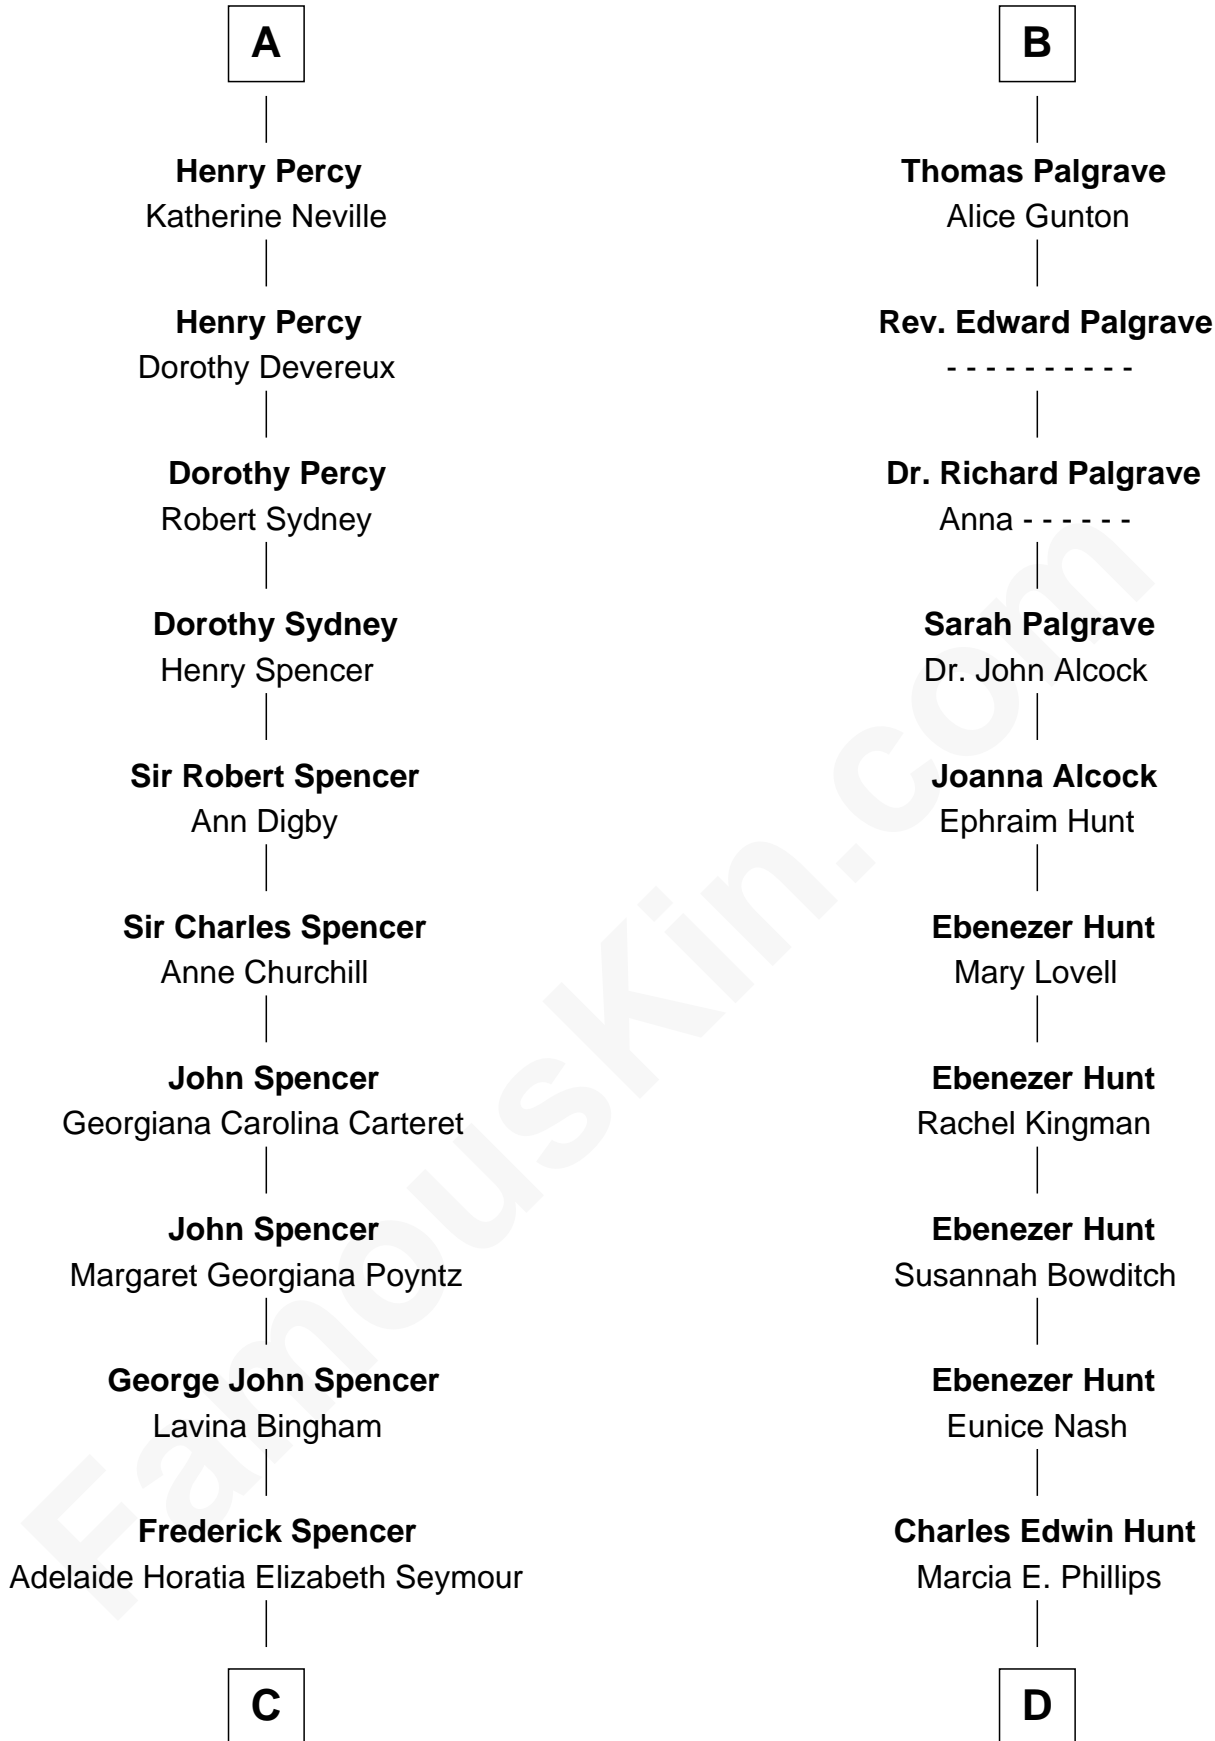 A
Henry Percy
Katherine Neville
Henry Percy
Dorothy Devereux
Dorothy Percy
Robert Sydney
Dorothy Sydney
Henry Spencer
Sir Robert Spencer
Ann Digby
Sir Charles Spencer
Anne Churchill
John Spencer
Georgiana Carolina Carteret
John Spencer
Margaret Georgiana Poyntz
George John Spencer
Lavina Bingham
Frederick Spencer
Adelaide Horatia Elizabeth Seymour
C
B
Thomas Palgrave
Alice Gunton
Rev. Edward Palgrave
- - - - - - - - - -
Dr. Richard Palgrave
Anna - - - - - -
Sarah Palgrave
Dr. John Alcock
Joanna Alcock
Ephraim Hunt
Ebenezer Hunt
Mary Lovell
Ebenezer Hunt
Rachel Kingman
Ebenezer Hunt
Susannah Bowditch
Ebenezer Hunt
Eunice Nash
Charles Edwin Hunt
Marcia E. Phillips
D
FamousKin.com